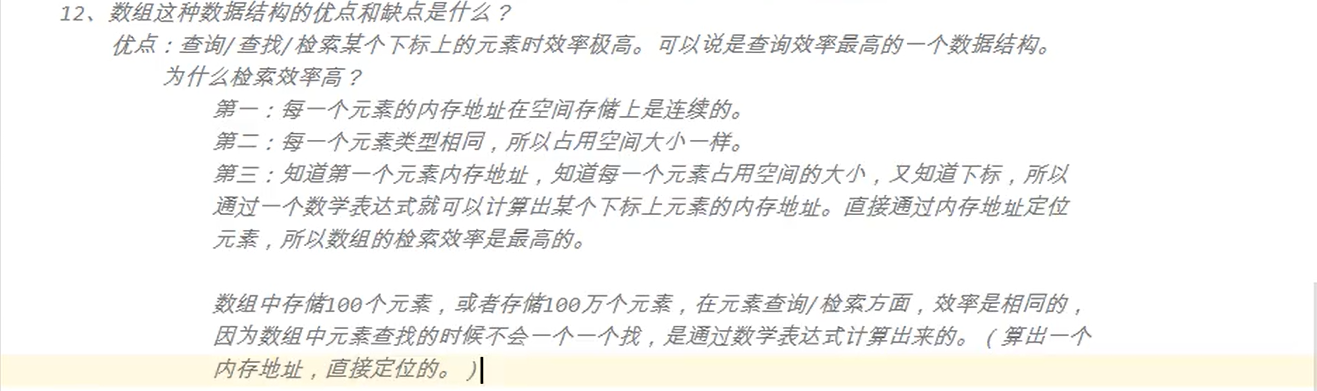 12、数组这种数据结构的优点和缺点是什么？
优点：查询/查找/检索某个下标上的元素时效率极高。可以说是查询效率最高的一个数据结构。
为什么检索效率高？
第一：每一个元素的内存地址在空间存储上是连续的。
第二：每一个元素类型相同，所以占用空间大小一样。
第三：知道第一个元素内存地址，知道每一个元素占用空间的大小，又知道下标，所以
通过一个数学表达式就可以计算出某个下标上元素的内存地址。直接通过内存地址定位
元素，所以数组的检索效率是最高的。
数组中存储100个元素，或者存储100万个元素，在元素查询/检索方面，效率是相同的，
因为数组中元素查找的时候不会一个一个找，是通过数学表达式计算出来的。（算出一个
内存地址，直接定位的。）